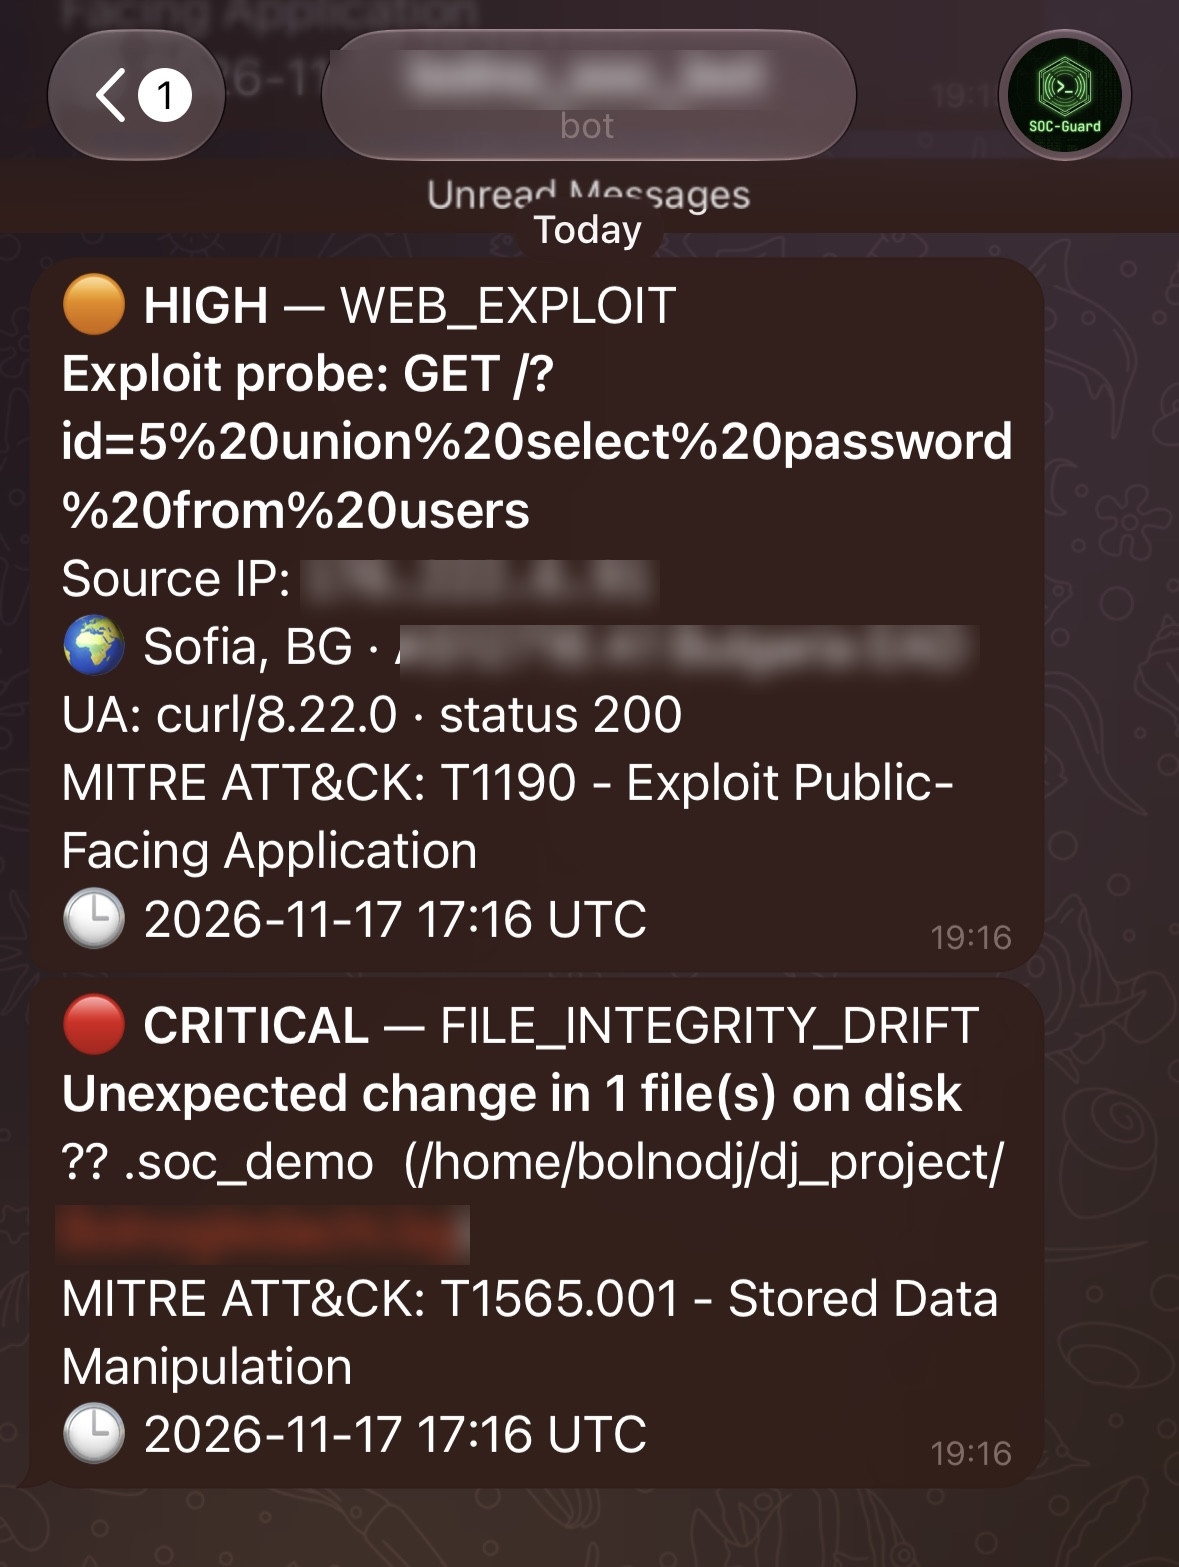 Facing Application
1
bot
SOC-Guard
Unread Messages
Today
🟠 HIGH — WEB_EXPLOIT
Exploit probe: GET /?
id=5%20union%20select%20password
%20from%20users
Source IP:
🌍 Sofia, BG ·
UA: curl/8.22.0 · status 200
MITRE ATT&CK: T1190 - Exploit Public-
Facing Application
🕒 2026-11-17 17:16 UTC
19:16
🔴 CRITICAL — FILE_INTEGRITY_DRIFT
Unexpected change in 1 file(s) on disk
?? .soc_demo (/home/bolnodj/dj_project/
MITRE ATT&CK: T1565.001 - Stored Data
Manipulation
🕒 2026-11-17 17:16 UTC
19:16